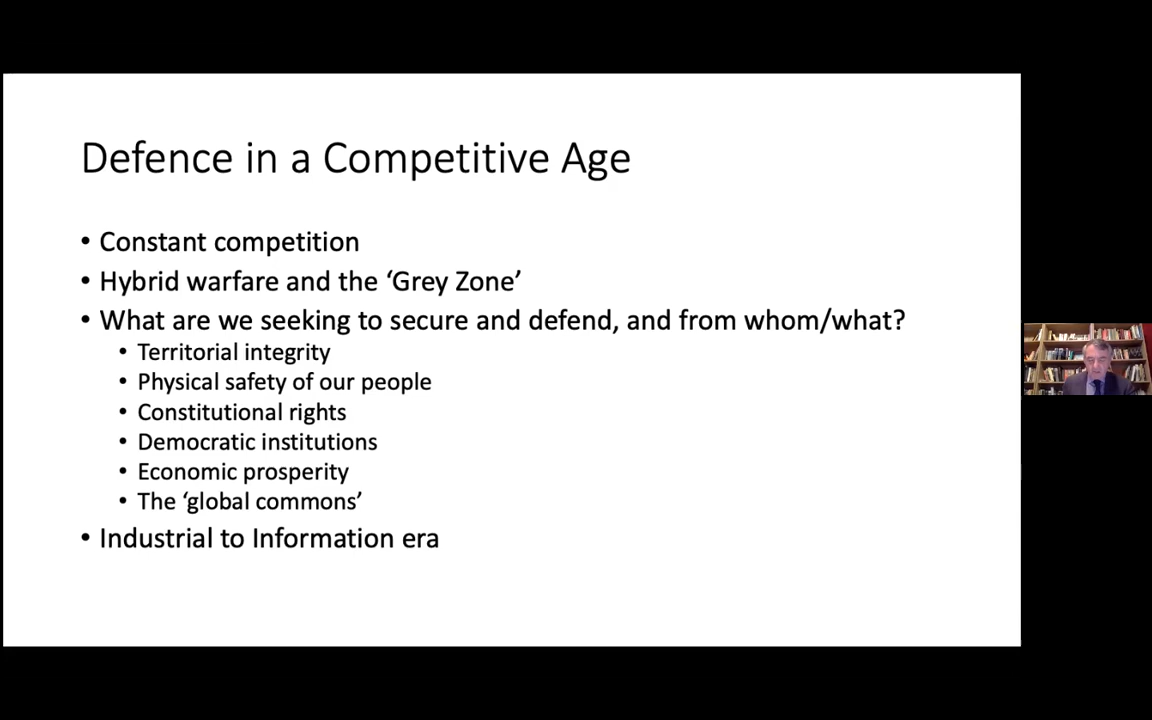 Defence in a Competitive Age
• Constant competition
• Hybrid warfare and the ‘Grey Zone’
• What are we seeking to secure and defend, and from whom/what?
• Territorial integrity
• Physical safety of our people
• Constitutional rights
• Democratic institutions
• Economic prosperity
• The ‘global commons’
• Industrial to Information era